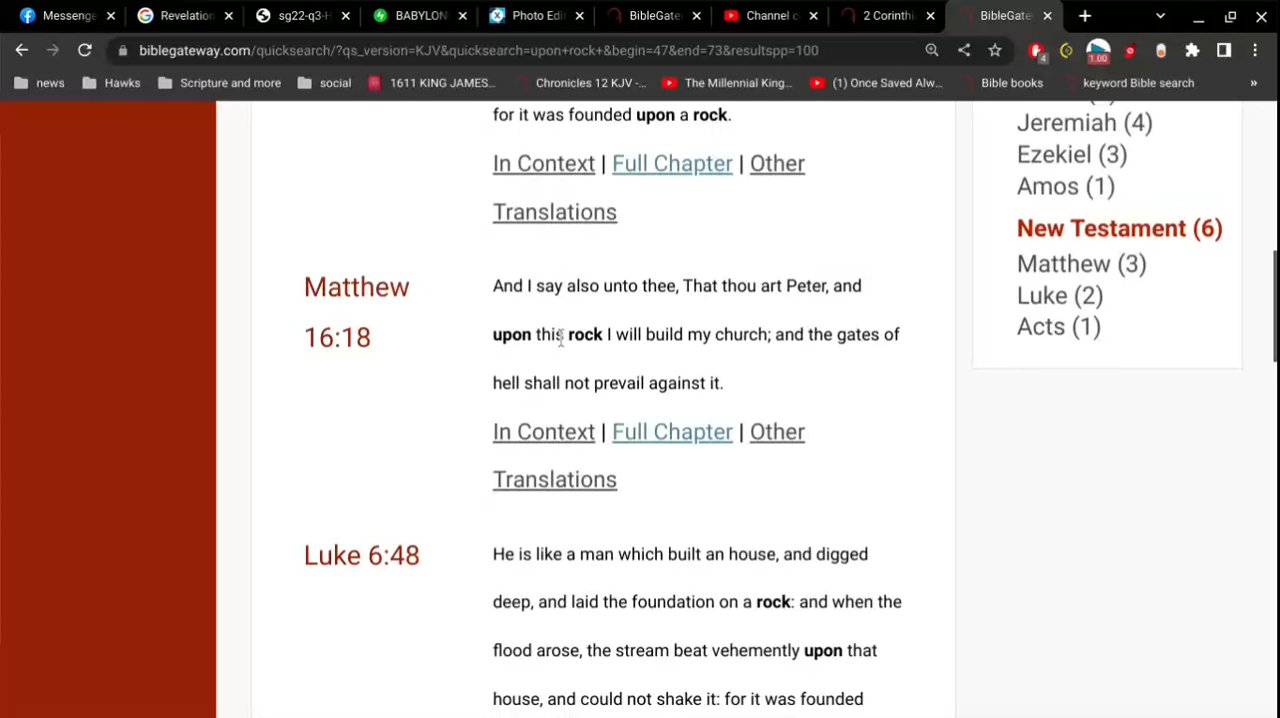 Messenge
Revelation
sg22-q3-H
BABYLON
Photo Edi
BibleGate
Channel c
2 Corinthi
BibleGate
biblegateway.com/quicksearch/?qs_version=KJV&quicksearch=upon+rock+&begin=47&end=73&resultspp=100
4
1.00
news
Hawks
Scripture and more
social
1611 KING JAMES...
Chronicles 12 KJV -...
The Millennial King...
(1) Once Saved Alw...
Bible books
keyword Bible search
»
for it was founded upon a rock.
In Context | Full Chapter | Other
Translations
Matthew
16:18
And I say also unto thee, That thou art Peter, and
upon this rock I will build my church; and the gates of
hell shall not prevail against it.
In Context | Full Chapter | Other
Translations
Luke 6:48
He is like a man which built an house, and digged
deep, and laid the foundation on a rock: and when the
flood arose, the stream beat vehemently upon that
house, and could not shake it: for it was founded
Jeremiah (4)
Ezekiel (3)
Amos (1)
New Testament (6)
Matthew (3)
Luke (2)
Acts (1)